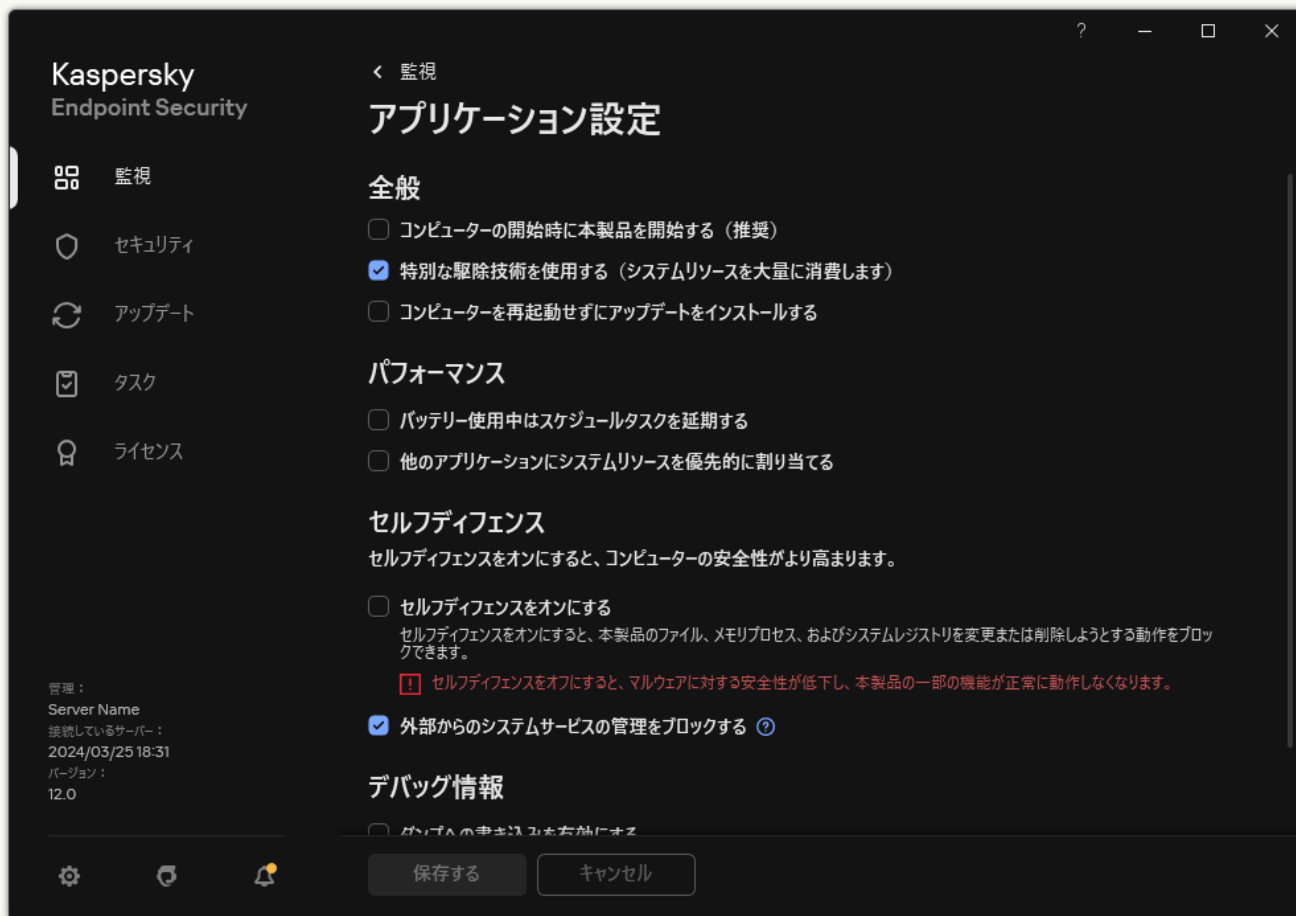 Kaspersky
Endpoint Security
監視
セキュリティ
アップデート
タスク
ライセンス
管理：
Server Name
接続しているサーバー：
2024/03/25 18:31
バージョン：
12.0
?
監視
アプリケーション設定
全般
コンピューターの開始時に本製品を開始する（推奨）
特別な駆除技術を使用する（システムリソースを大量に消費します）
コンピューターを再起動せずにアップデートをインストールする
パフォーマンス
バッテリー使用中はスケジュールタスクを延期する
他のアプリケーションにシステムリソースを優先的に割り当てる
セルフディフェンス
セルフディフェンスをオンにすると、コンピューターの安全性がより高まります。
セルフディフェンスをオンにする
セルフディフェンスをオンにすると、本製品のファイル、メモリプロセス、およびシステムレジストリを変更または削除しようとする動作をブロッ
クできます。
セルフディフェンスをオフにすると、マルウェアに対する安全性が低下し、本製品の一部の機能が正常に動作しなくなります。
外部からのシステムサービスの管理をブロックする
デバッグ情報
ダンプへの書き込みを有効にする
保存する
キャンセル